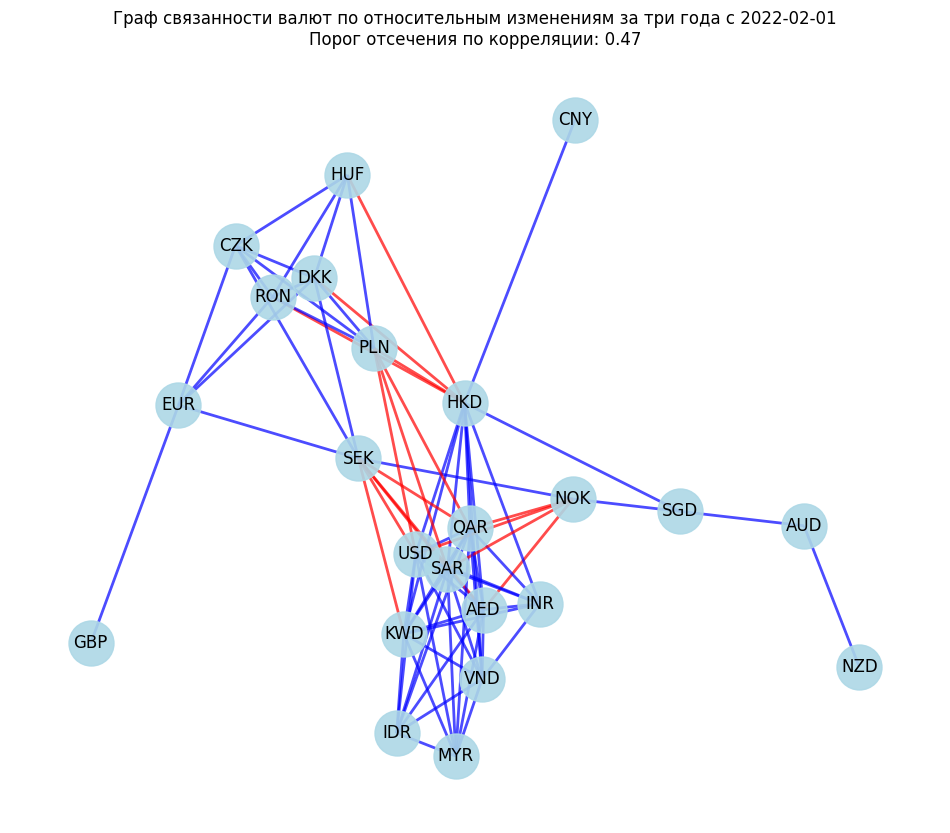 Граф связанности валют по относительным изменениям за три года с 2022-02-01
Порог отсечения по корреляции: 0.47
CNY
HUF
CZK
DKK
RON
PLN
HKD
EUR
SEK
NOK
SGD
AUD
QAR
USD
SAR
INR
AED
KWD
GBP
NZD
VND
IDR
MYR